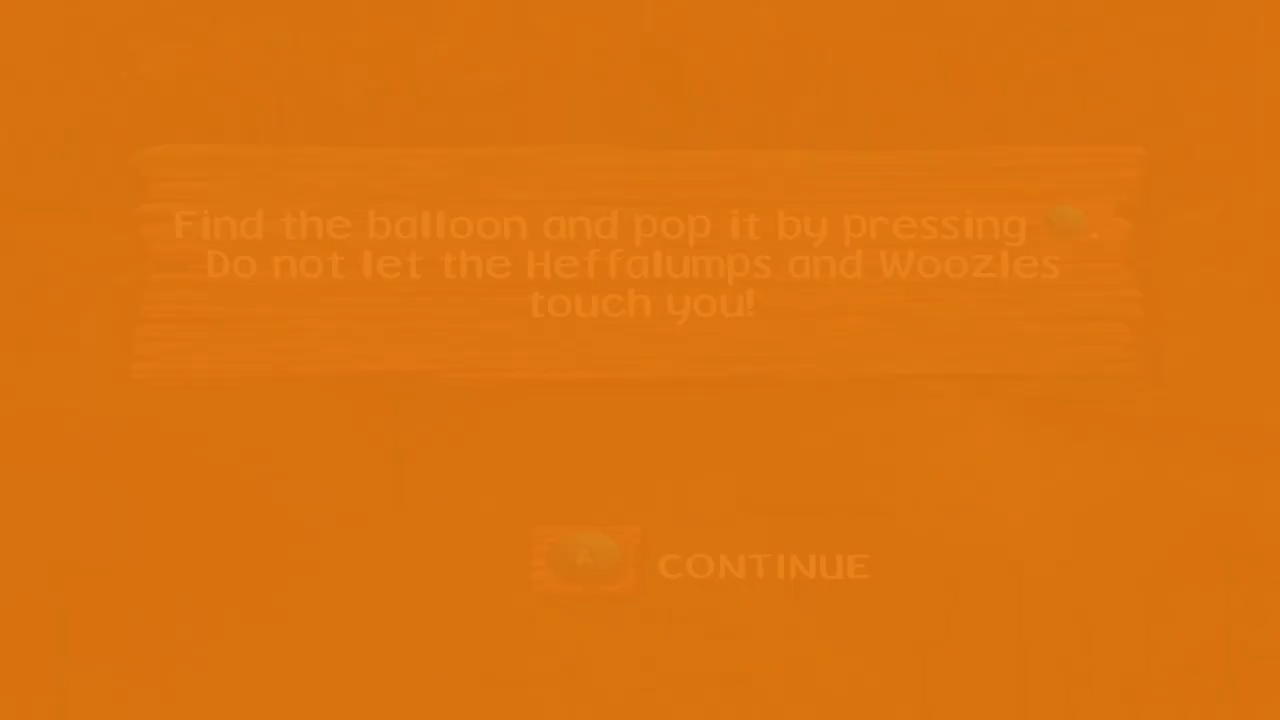 Find the balloon and pop it by pressing .
Do not let the Heffalumps and Woozles
touch you!
A CONTINUE